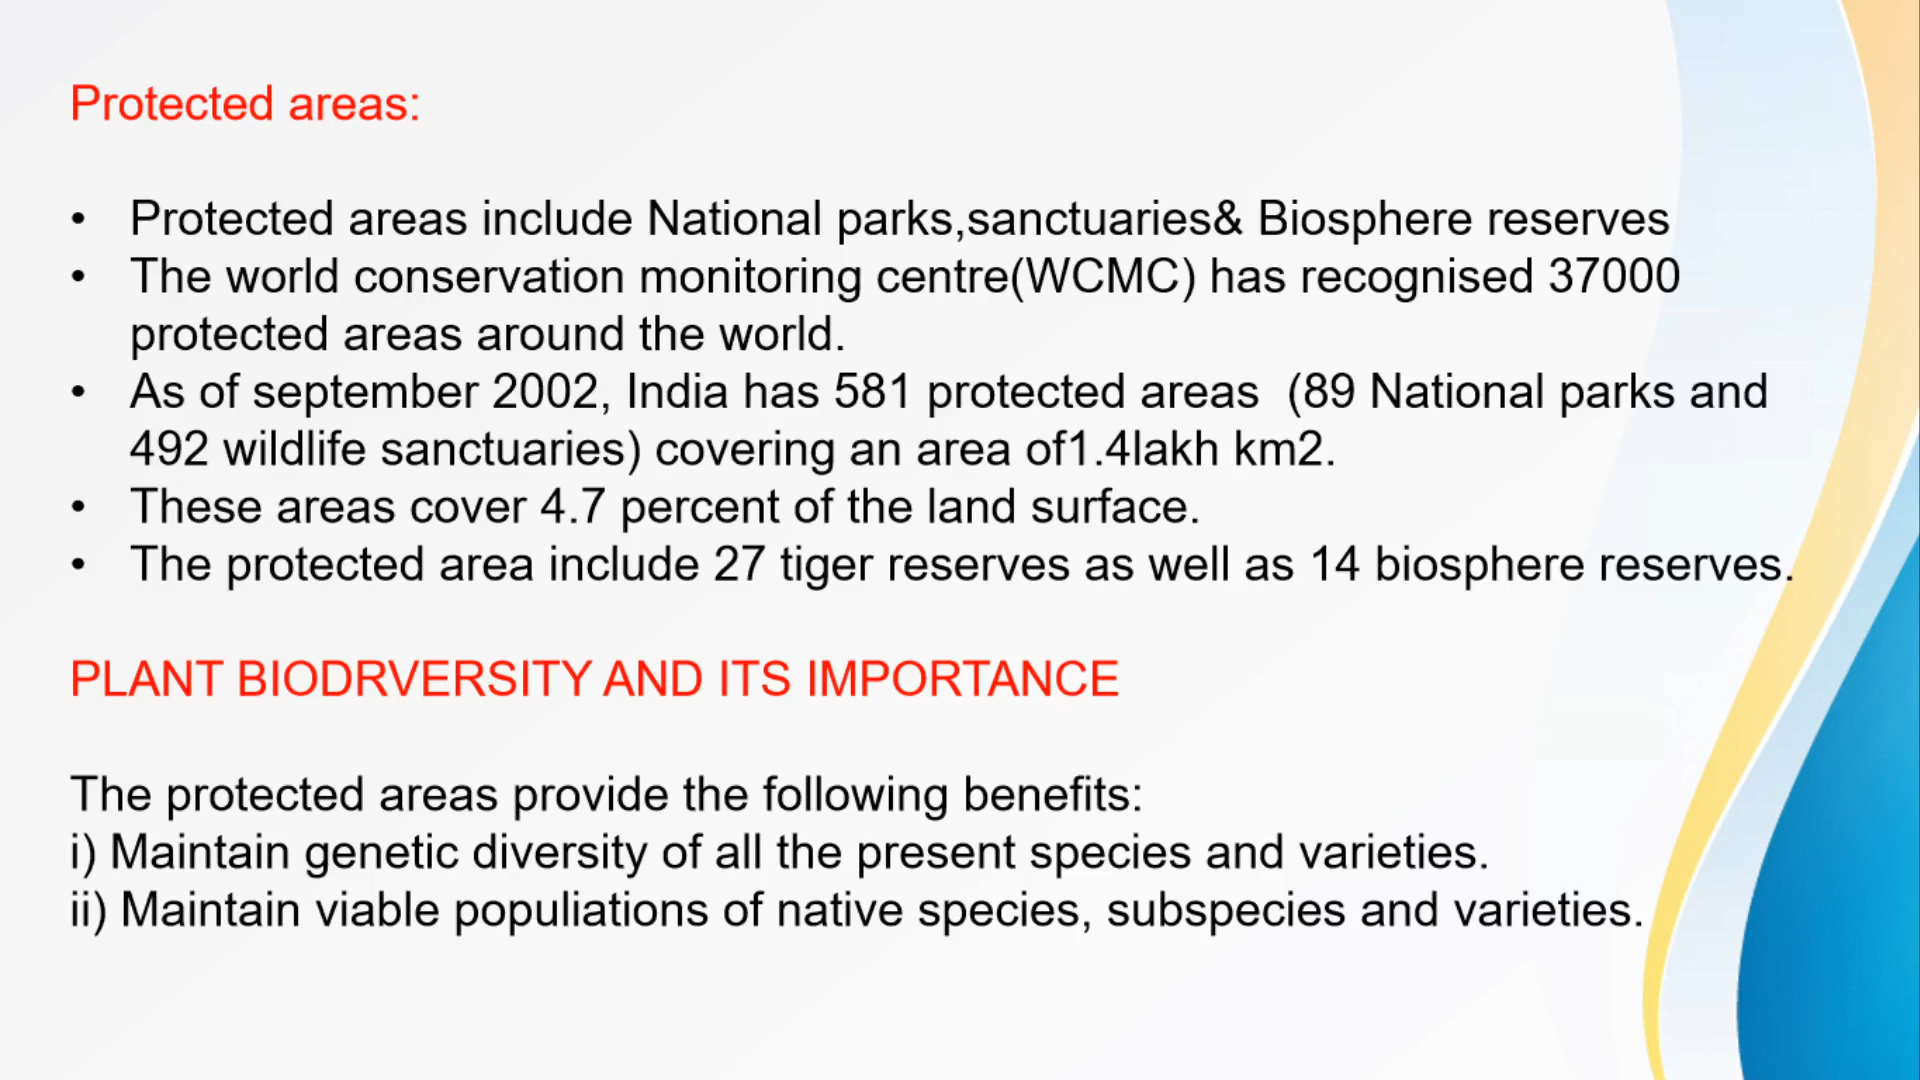 Protected areas:
• Protected areas include National parks,sanctuaries& Biosphere reserves
• The world conservation monitoring centre(WCMC) has recognised 37000
protected areas around the world.
• As of september 2002, India has 581 protected areas  (89 National parks and
492 wildlife sanctuaries) covering an area of1.4lakh km2.
• These areas cover 4.7 percent of the land surface.
• The protected area include 27 tiger reserves as well as 14 biosphere reserves.
PLANT BIODRVERSITY AND ITS IMPORTANCE
The protected areas provide the following benefits:
i) Maintain genetic diversity of all the present species and varieties.
ii) Maintain viable populiations of native species, subspecies and varieties.